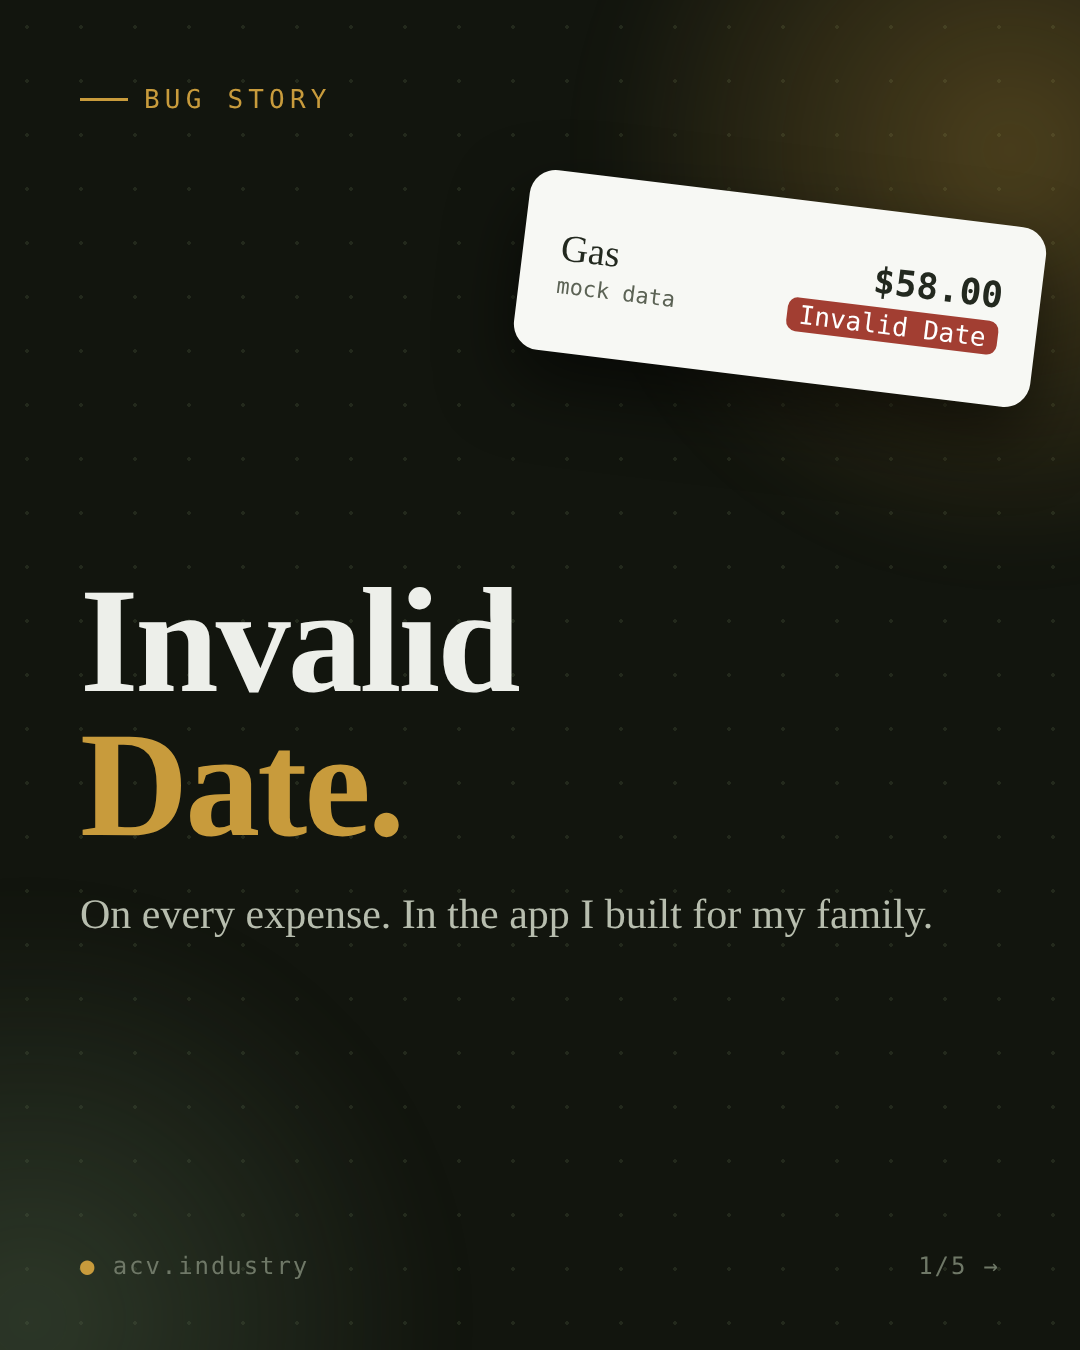 BUG STORY
Gas
mock data
$58.00
Invalid Date
Invalid
Date.
On every expense. In the app I built for my family.
acv.industry
1/5 →